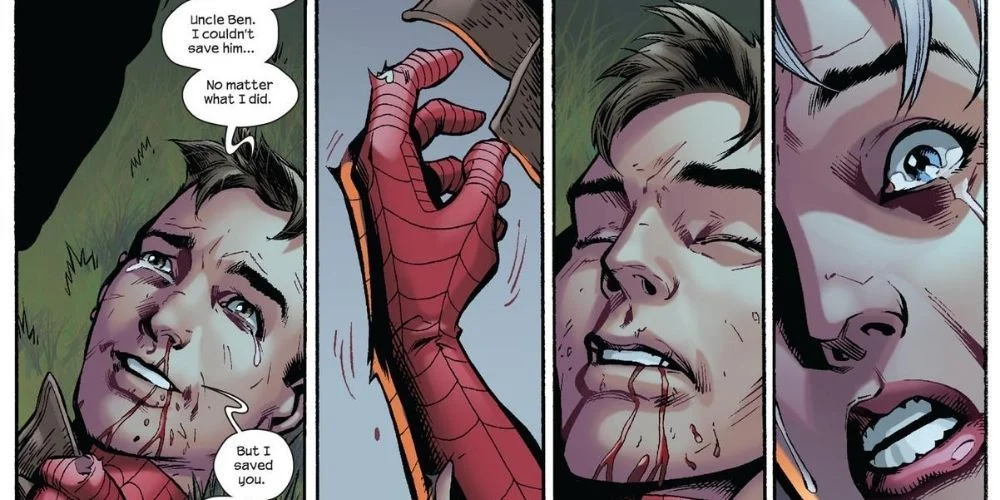 Uncle Ben.
I couldn't
save him...
No matter
what I did.
But I
saved
you.